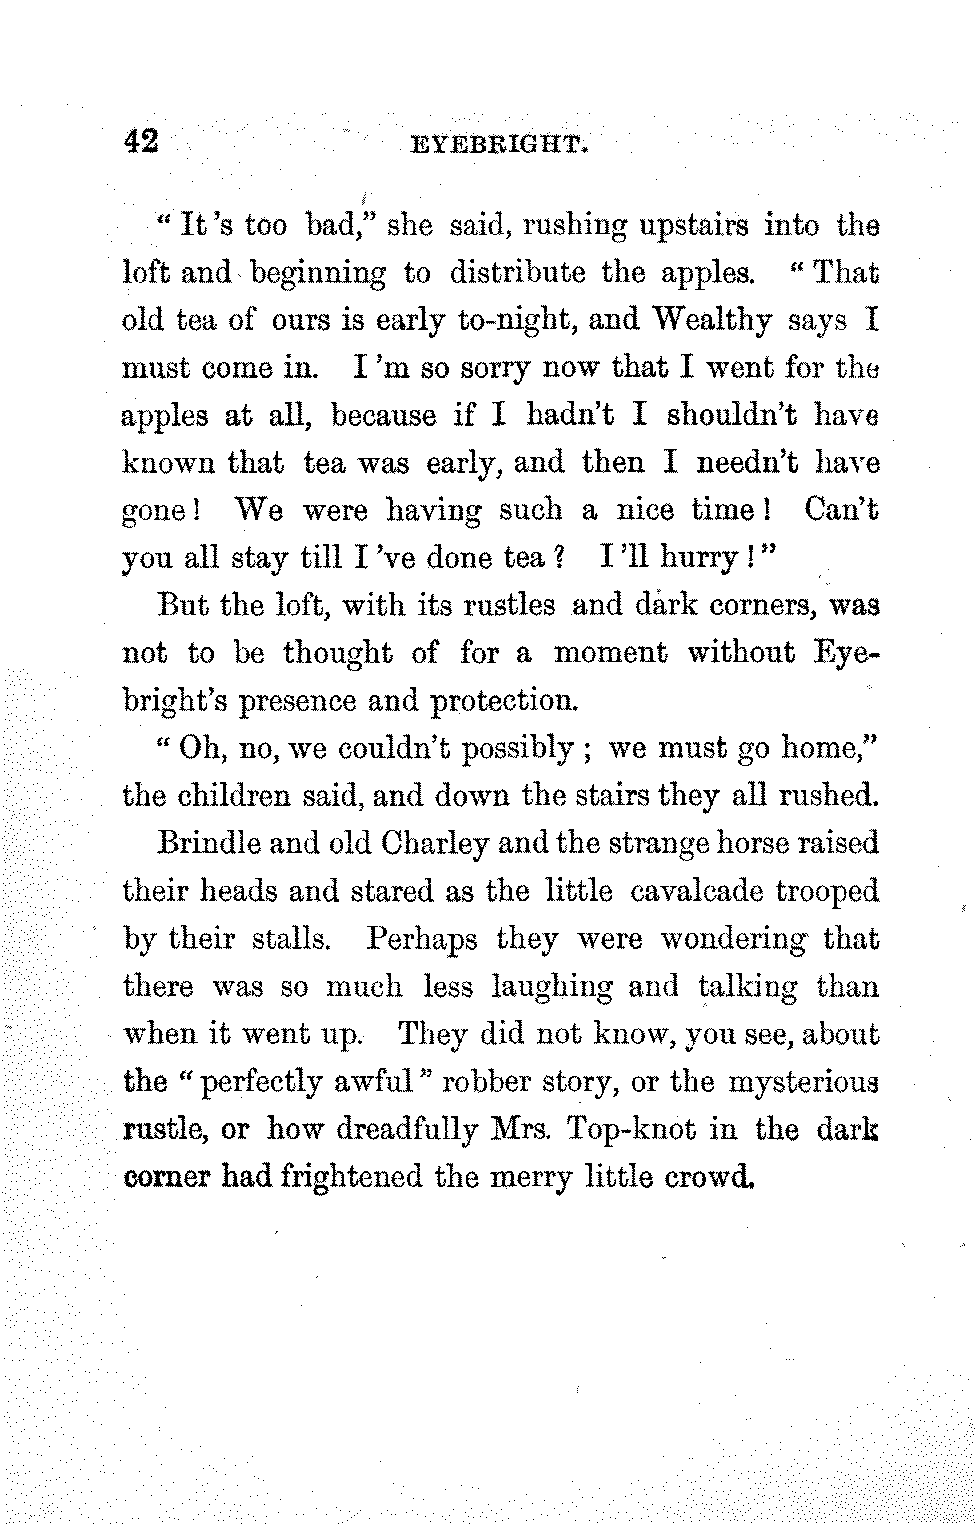 42 EYEBRIGHT.
“ It ’s too bad,” she said, rushing upstairs into the
loft and beginning to distribute the apples. “ That
old tea of ours is early to-night, and Wealthy says I
must come in. I ’m so sorry now that I went for the
apples at all, because if I hadn’t I shouldn’t have
known that tea was early, and then I needn’t have
gone! We were having such a nice time! Can’t
you all stay till I ’ve done tea? I ’ll hurry!”
But the loft, with its rustles and dark corners, was
not to be thought of for a moment without Eye-
bright’s presence and protection.
“ Oh, no, we couldn’t possibly ; we must go home,”
the children said, and down the stairs they all rushed.
Brindle and old Charley and the strange horse raised
their heads and stared as the little cavalcade trooped
by their stalls. Perhaps they were wondering that
there was so much less laughing and talking than
when it went up. They did not know, you see, about
the “ perfectly awful” robber story, or the mysterious
rustle, or how dreadfully Mrs. Top-knot in the dark
corner had frightened the merry little crowd.